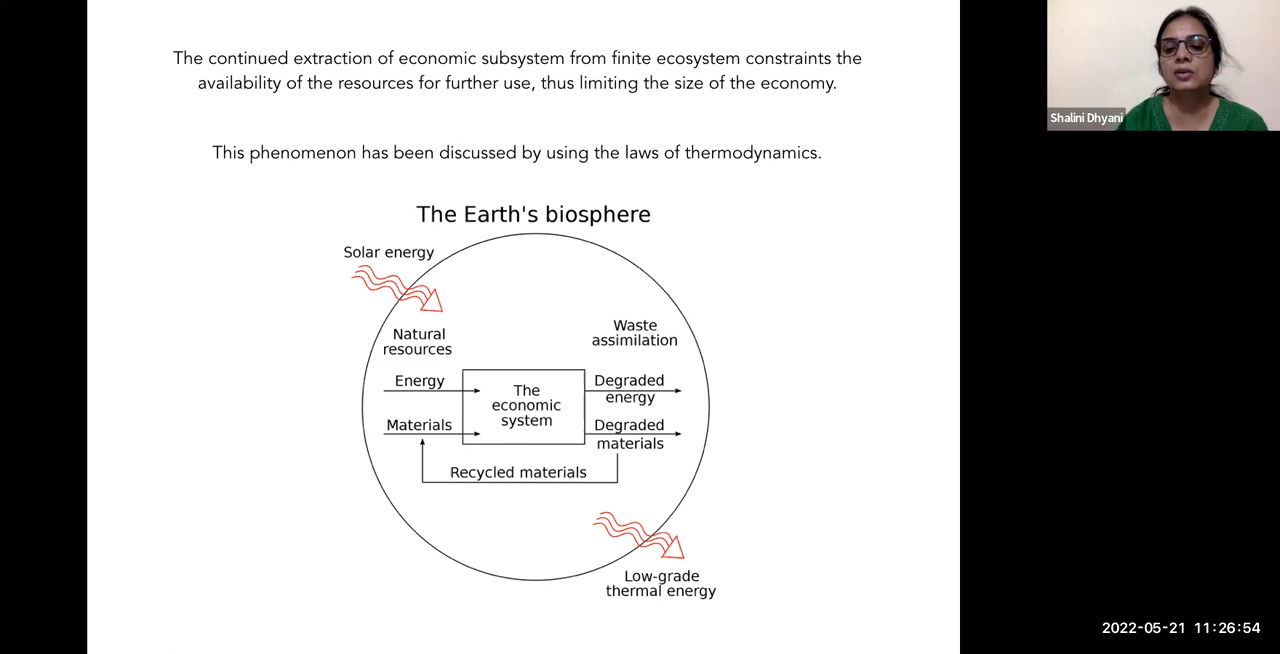 The continued extraction of economic subsystem from finite ecosystem constraints the
availability of the resources for further use, thus limiting the size of the economy.
This phenomenon has been discussed by using the laws of thermodynamics.
The Earth's biosphere
Solar energy
Natural
resources
Waste
assimilation
Energy
The
economic
system
Degraded
energy
Materials
Degraded
materials
Recycled materials
Low-grade
thermal energy
Shalini Dhyani
2022-05-21 11:26:54